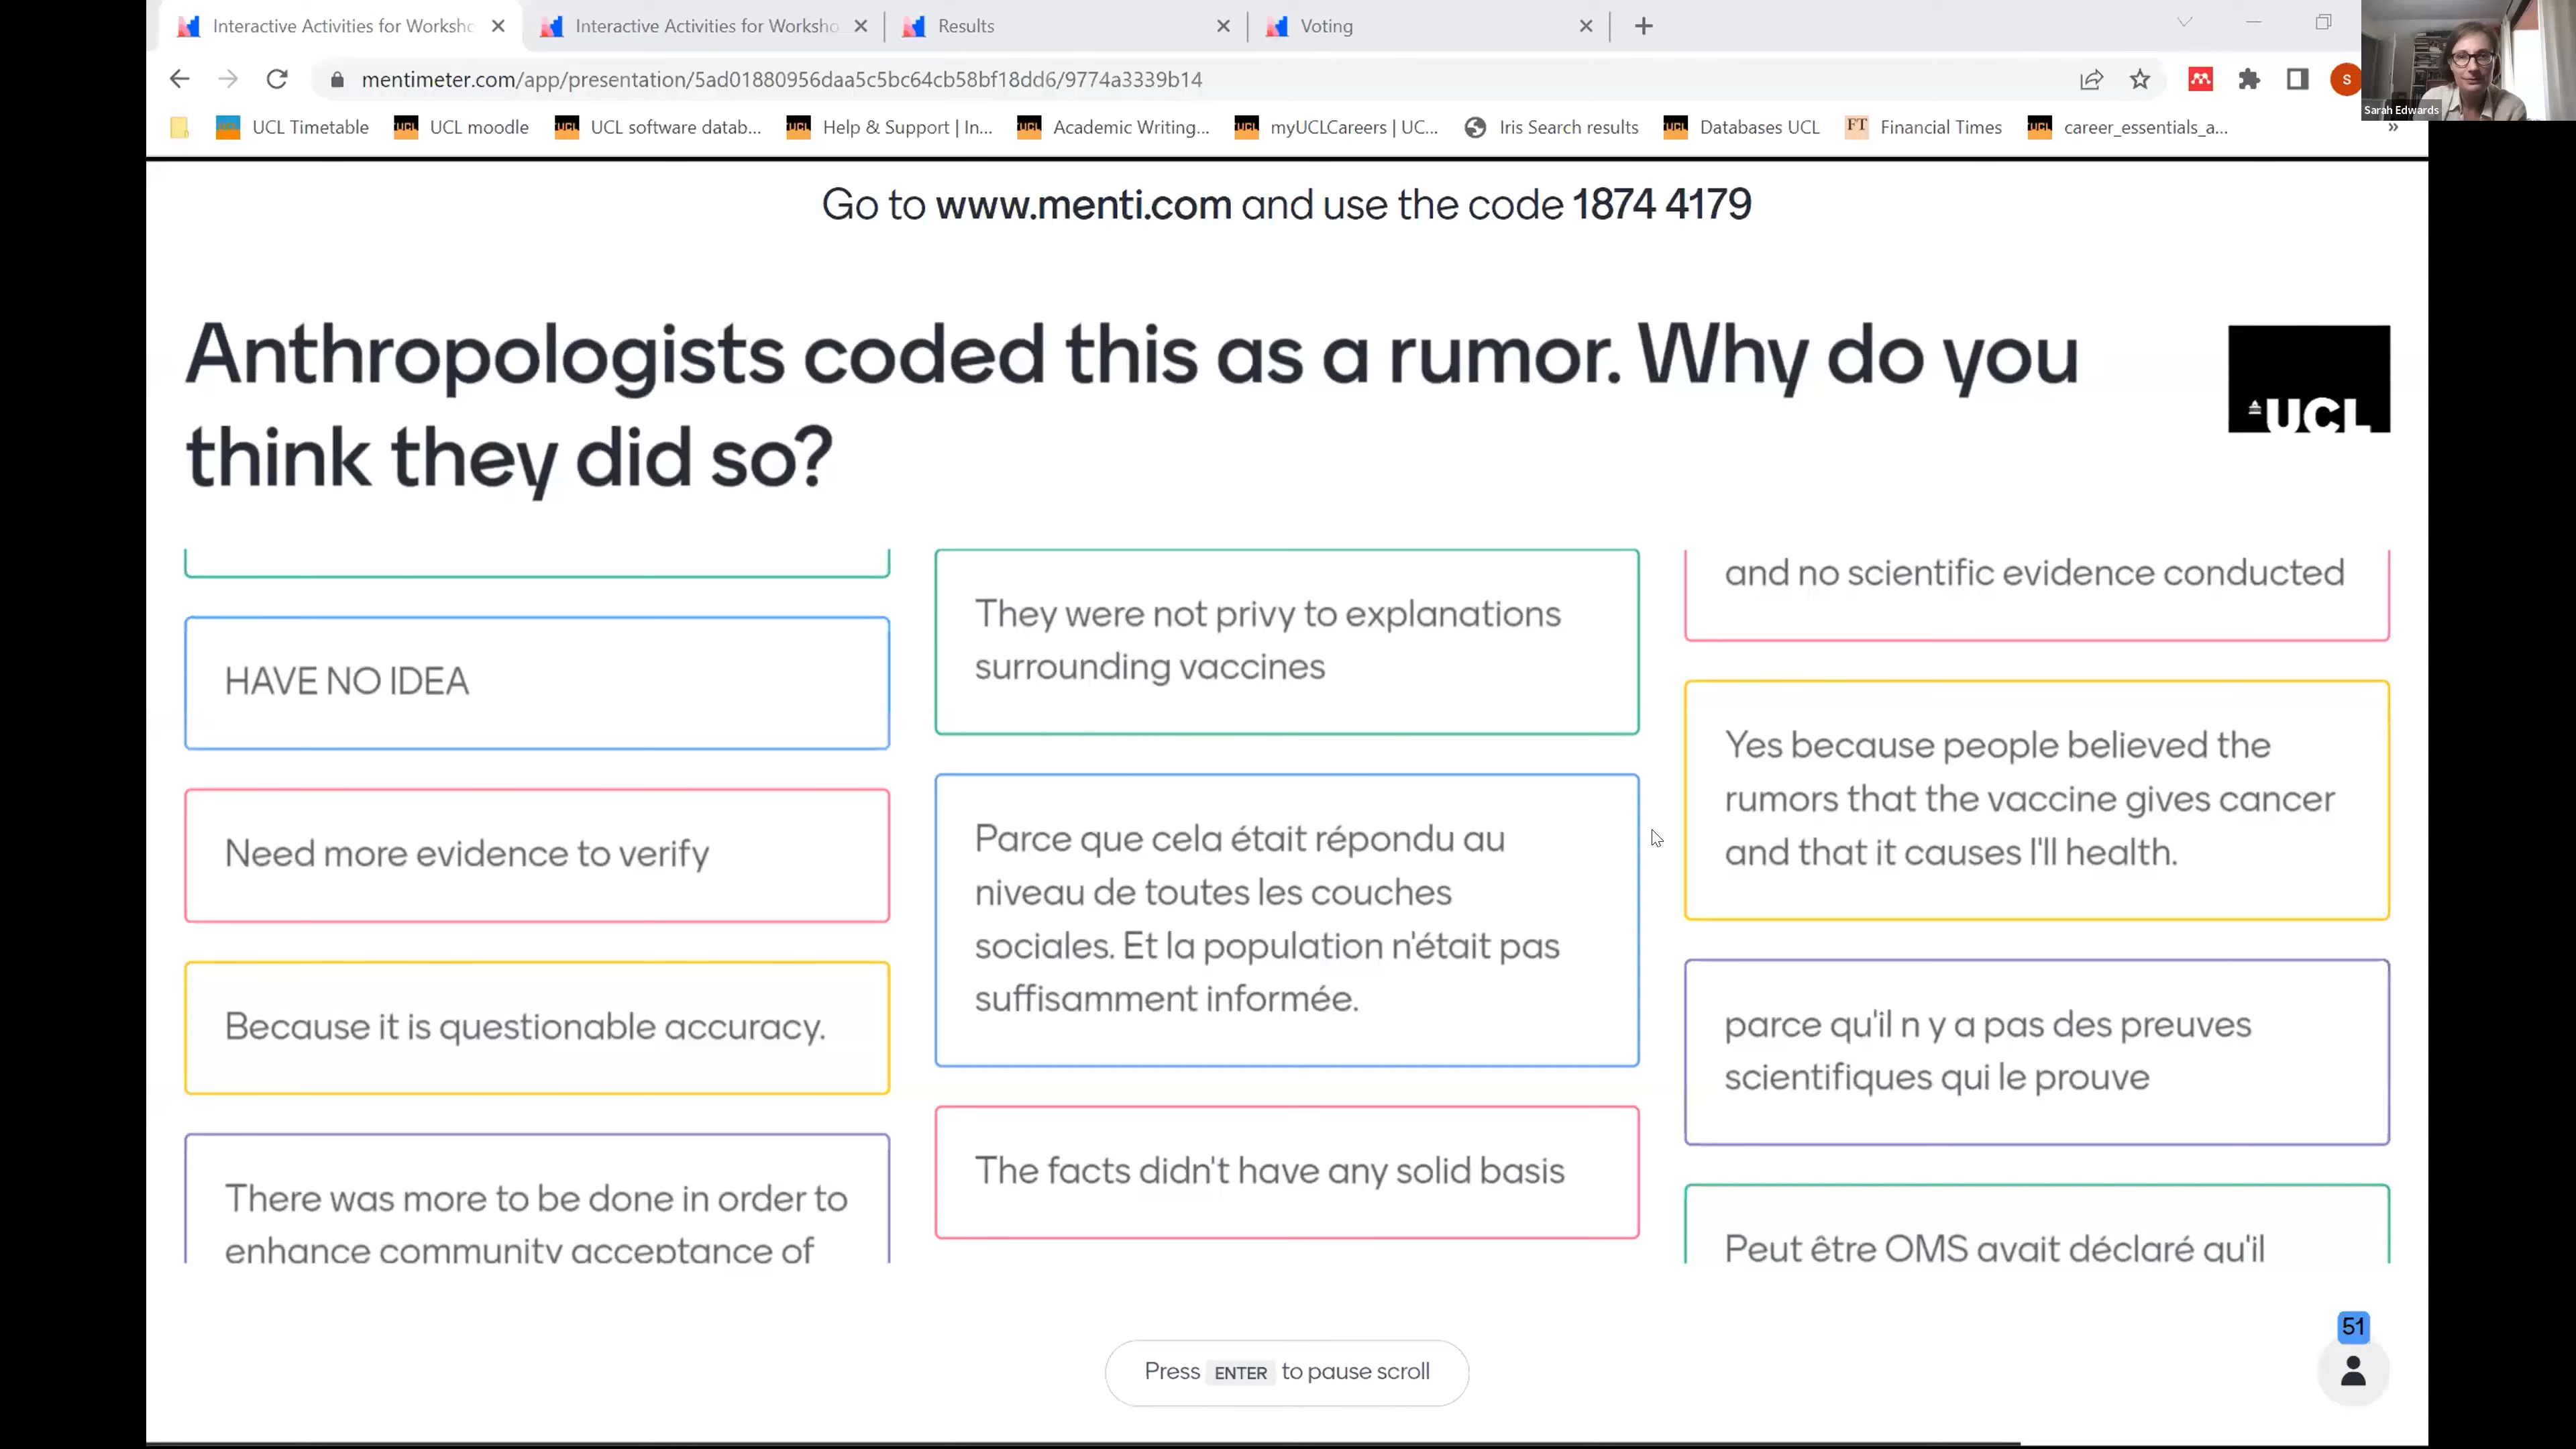 Interactive Activities for Worksho
Interactive Activities for Worksho
Results
Voting
mentimeter.com/app/presentation/5ad01880956daa5c5bc64cb58bf18dd6/9774a3339b14
S
Sarah Edwards
UCL Timetable
UCL UCL moodle
UCL UCL software datab...
UCL Help & Support | In...
UCL Academic Writing...
UCL myUCLCareers | UC...
Iris Search results
UCL Databases UCL
FT Financial Times
UCL career_essentials_a...
»
Go to www.menti.com and use the code 1874 4179
Anthropologists coded this as a rumor. Why do you
think they did so?
UCL
HAVE NO IDEA
Need more evidence to verify
Because it is questionable accuracy.
There was more to be done in order to
enhance community acceptance of
They were not privy to explanations
surrounding vaccines
Parce que cela était répondu au
niveau de toutes les couches
sociales. Et la population n'était pas
suffisamment informée.
The facts didn't have any solid basis
and no scientific evidence conducted
Yes because people believed the
rumors that the vaccine gives cancer
and that it causes I'll health.
parce qu'il n y a pas des preuves
scientifiques qui le prouve
Peut être OMS avait déclaré qu'il
51
Press ENTER to pause scroll